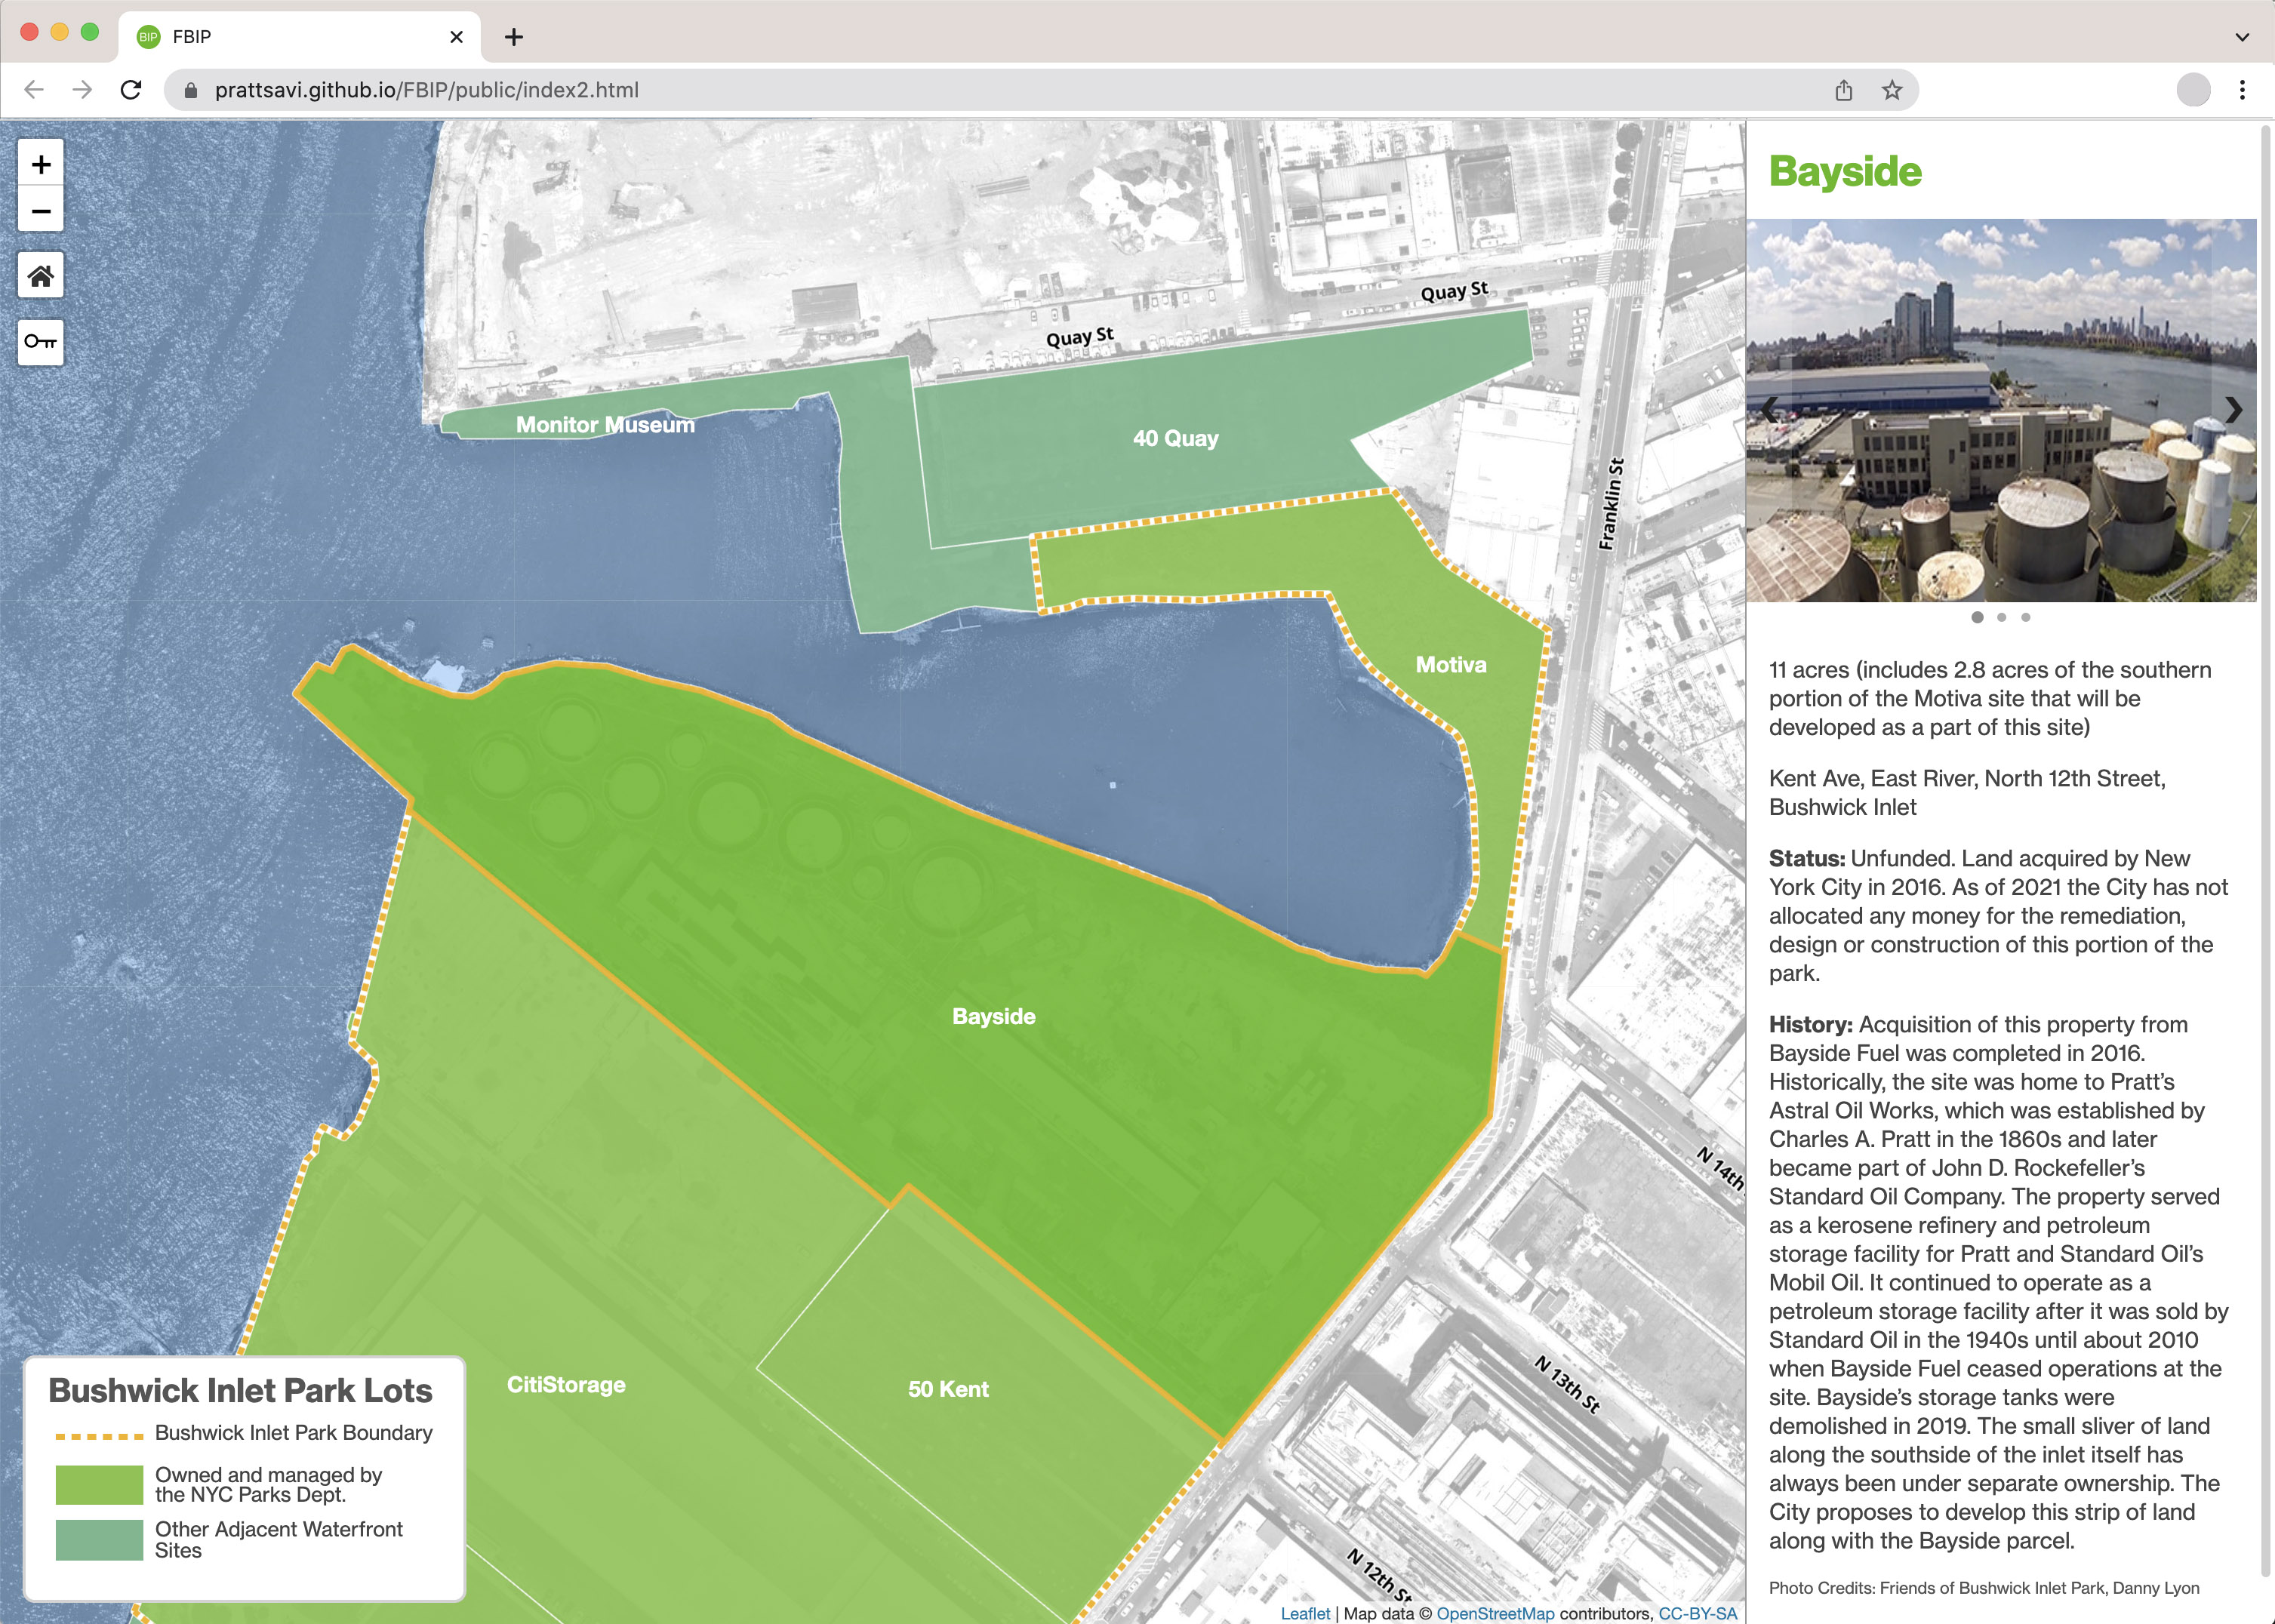 BIP FBIP
prattsavi.github.io/FBIP/public/index2.html
Quay St
Quay St
Monitor Museum
40 Quay
Franklin St
Motiva
Bayside
CitiStorage
50 Kent
N 14th
N 13th St
N 12th St
Bushwick Inlet Park Lots
Bushwick Inlet Park Boundary
Owned and managed by
the NYC Parks Dept.
Other Adjacent Waterfront
Sites
Leaflet | Map data © OpenStreetMap contributors, CC-BY-SA
Bayside
11 acres (includes 2.8 acres of the southern
portion of the Motiva site that will be
developed as a part of this site)
Kent Ave, East River, North 12th Street,
Bushwick Inlet
Status: Unfunded. Land acquired by New
York City in 2016. As of 2021 the City has not
allocated any money for the remediation,
design or construction of this portion of the
park.
History: Acquisition of this property from
Bayside Fuel was completed in 2016.
Historically, the site was home to Pratt’s
Astral Oil Works, which was established by
Charles A. Pratt in the 1860s and later
became part of John D. Rockefeller’s
Standard Oil Company. The property served
as a kerosene refinery and petroleum
storage facility for Pratt and Standard Oil’s
Mobil Oil. It continued to operate as a
petroleum storage facility after it was sold by
Standard Oil in the 1940s until about 2010
when Bayside Fuel ceased operations at the
site. Bayside’s storage tanks were
demolished in 2019. The small sliver of land
along the southside of the inlet itself has
always been under separate ownership. The
City proposes to develop this strip of land
along with the Bayside parcel.
Photo Credits: Friends of Bushwick Inlet Park, Danny Lyon